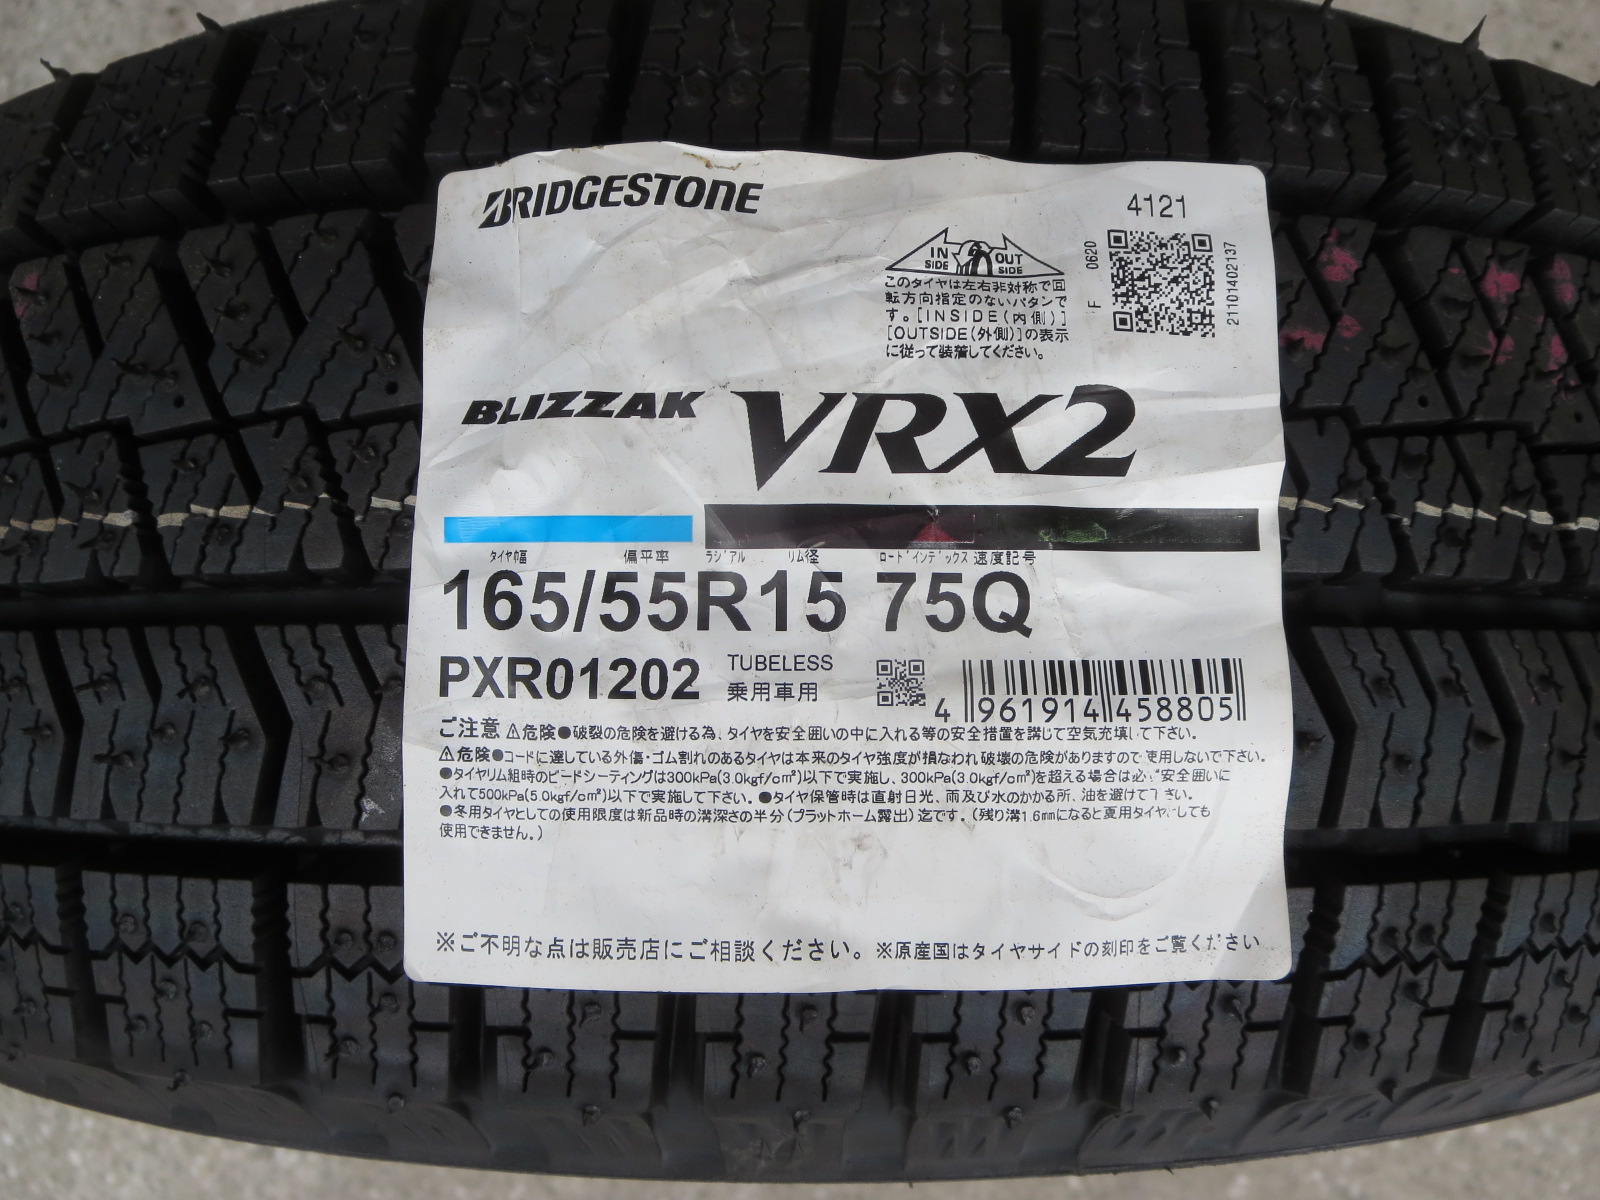 BRIDGESTONE
4121
IN SIDE OUT SIDE
このタイヤは左右非対称で回
転方向指定のないパタンで
す。[INSIDE(内側)]
[OUTSIDE(外側)]の表示
に従って装着してください。
F 0620
21101402137
BLIZZAK VRX2
タイヤ幅 偏平率 ラジアル リム径 ロードインデックス 速度記号
165/55R15 75Q
PXR01202 TUBELESS
乗用車用
4 961914 458805
ご注意 ⚠危険●破裂の危険を避ける為、タイヤを安全囲いの中に入れる等の安全措置を講じて空気充填して下さい。
⚠危険●コードに達している外傷・ゴム割れのあるタイヤは本来のタイヤ強度が損なわれ破壊の危険がありますので使用しないで下さい。
●タイヤリム組時のビードシーティングは300kPa(3.0kgf/cm²)以下で実施し、300kPa(3.0kgf/cm²)を超える場合は必ず安全囲いに
入れて500kPa(5.0kgf/cm²)以下で実施して下さい。●タイヤ保管時は直射日光、雨及び水のかかる所、油を避けて下さい。
●冬用タイヤとしての使用限度は新品時の溝深さの半分(プラットホーム露出)迄です。(残り溝1.6mmになると夏用タイヤとしても
使用できません。)
※ご不明な点は販売店にご相談ください。※原産国はタイヤサイドの刻印をご覧ください